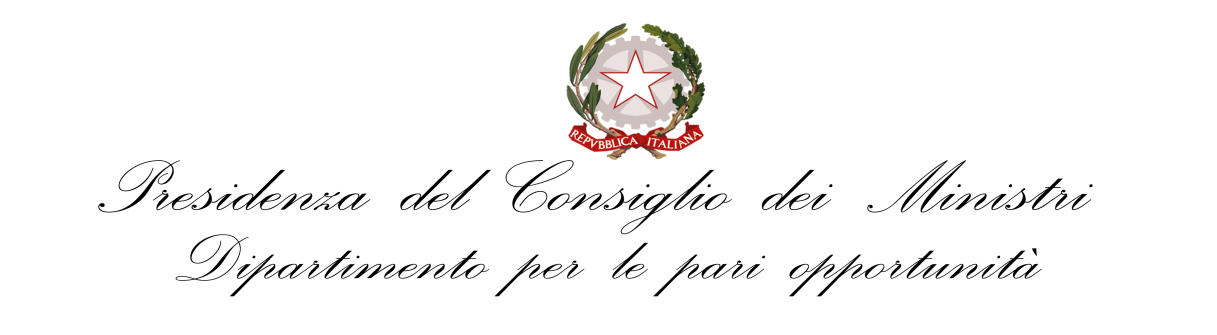 REPVBBLICA ITALIANA
Presidenza del Consiglio dei Ministri
Dipartimento per le pari opportunità